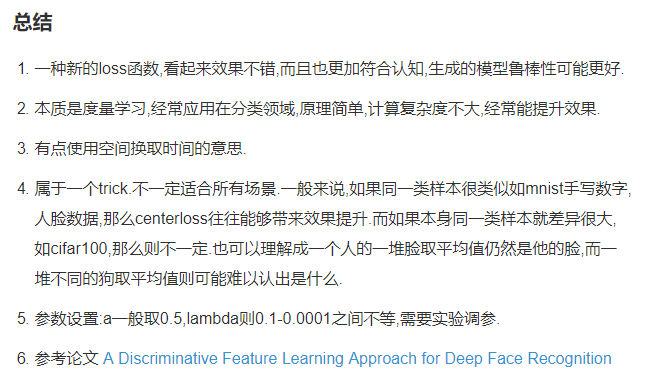 总结
1. 一种新的loss函数,看起来效果不错,而且也更加符合认知,生成的模型鲁棒性可能更好.
2. 本质是度量学习,经常应用在分类领域,原理简单,计算复杂度不大,经常能提升效果.
3. 有点使用空间换取时间的意思.
4. 属于一个trick.不一定适合所有场景.一般来说,如果同一类样本很类似如mnist手写数字,
人脸数据,那么centerloss往往能够带来效果提升.而如果本身同一类样本就差异很大,
如cifar100,那么则不一定.也可以理解成一个人的一堆脸取平均值仍然是他的脸,而一
堆不同的狗取平均值则可能难以认出是什么.
5. 参数设置:a一般取0.5,lambda则0.1-0.0001之间不等,需要实验调参.
6. 参考论文 A Discriminative Feature Learning Approach for Deep Face Recognition